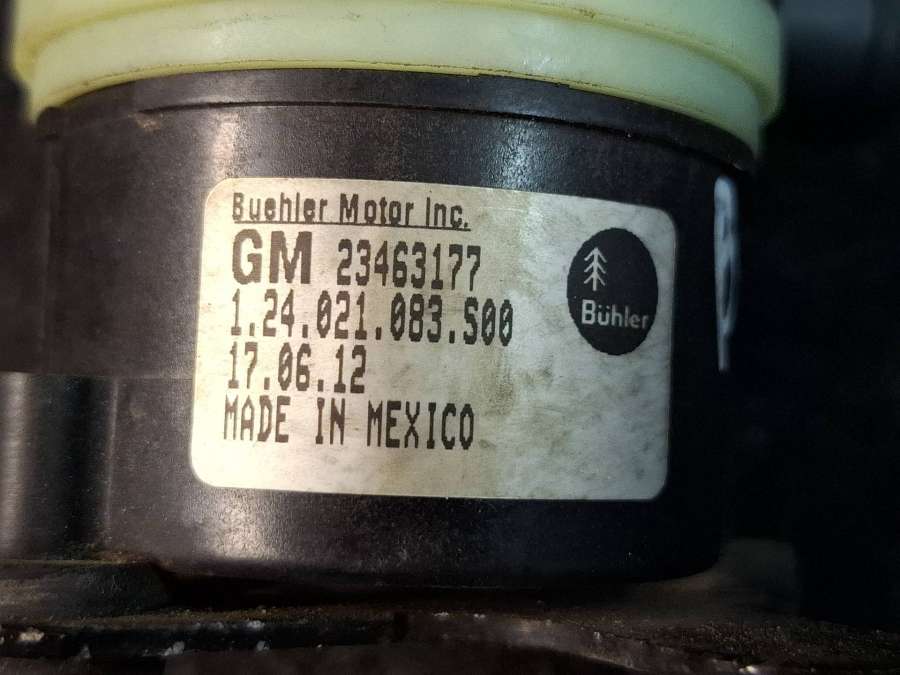 Buehler Motor Inc.
GM 23463177
1.24.021.083.S00
17.06.12
MADE IN MEXICO
Bühler